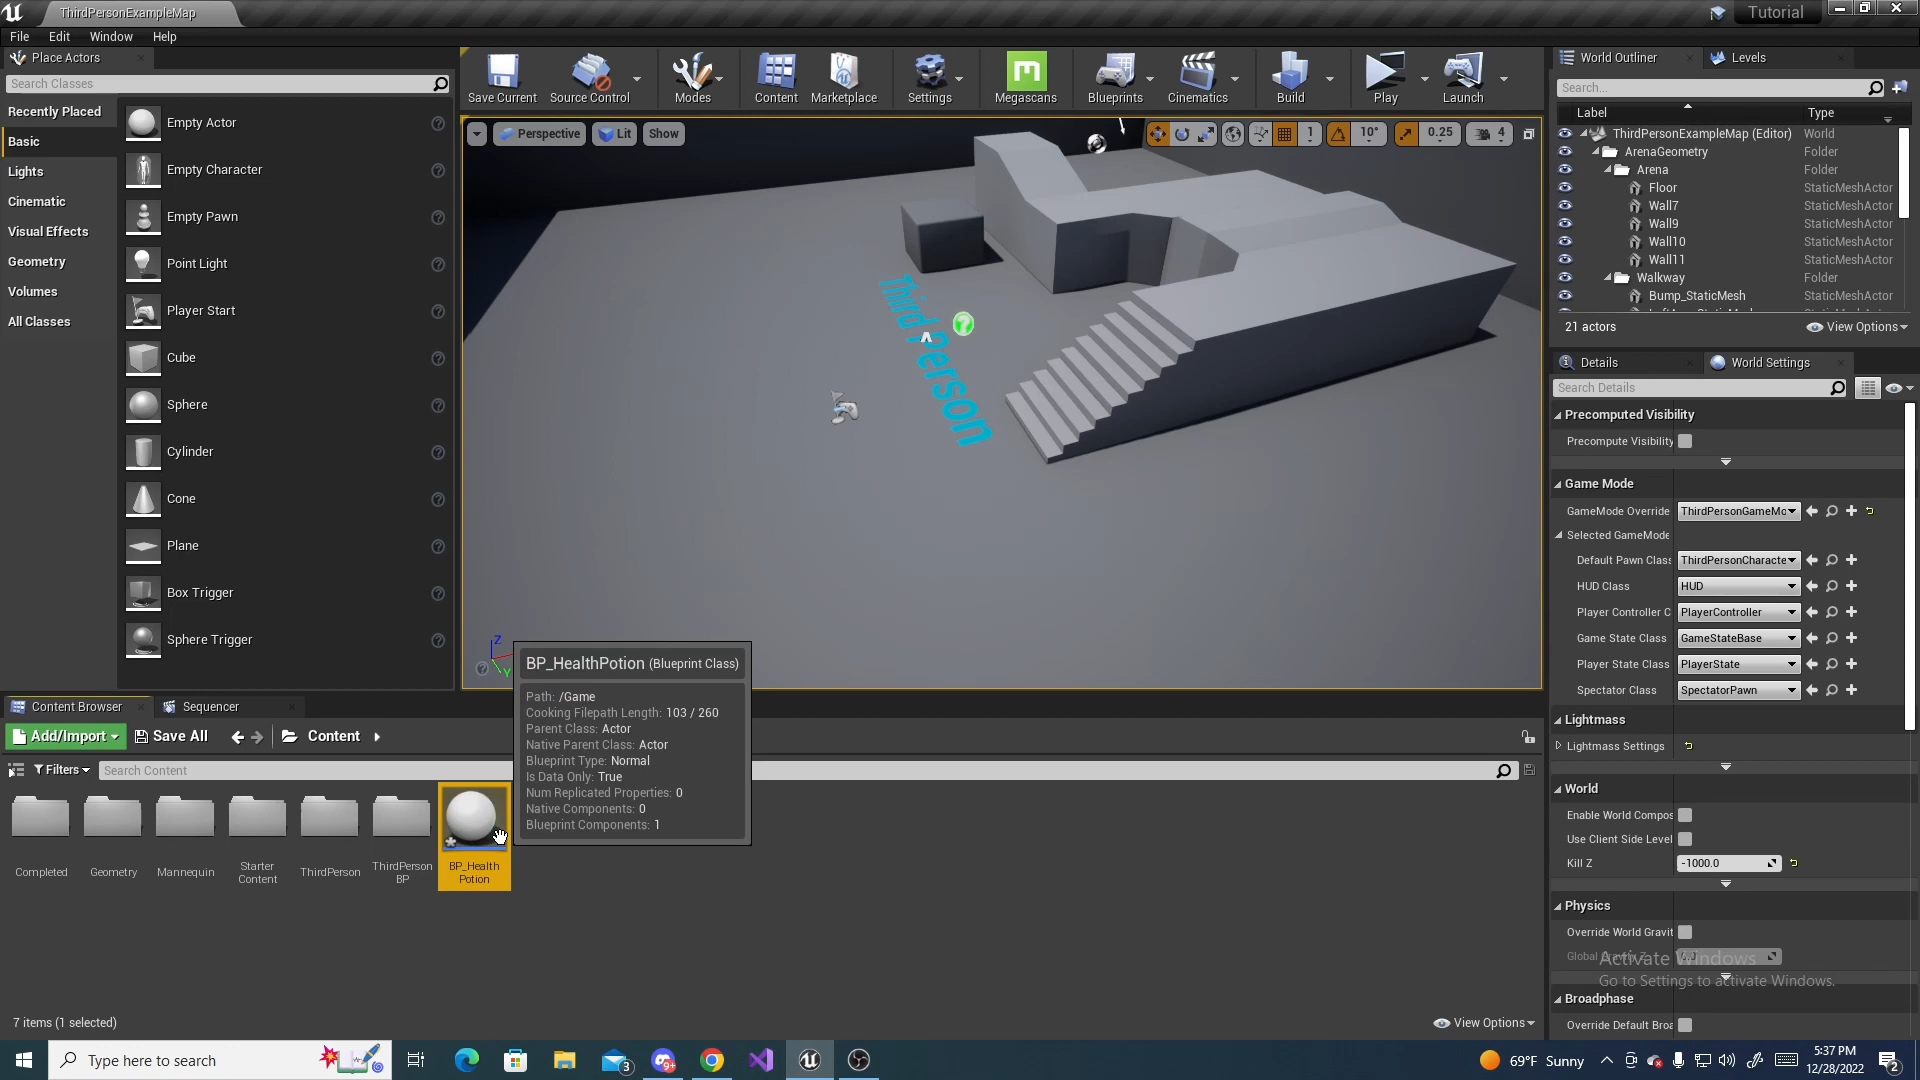 ThirdPersonExampleMap
Tutorial
File Edit Window Help
Place Actors
Search Classes
Recently Placed
Basic
Lights
Cinematic
Visual Effects
Geometry
Volumes
All Classes
Empty Actor
Empty Character
Empty Pawn
Point Light
Player Start
Cube
Sphere
Cylinder
Cone
Plane
Box Trigger
Sphere Trigger
Save Current Source Control Modes Content Marketplace Settings Megascans Blueprints Cinematics Build Play Launch
Perspective Lit Show
1 10° 0.25 4
Third Person
Z
Y
World Outliner Levels
Search...
Label Type
ThirdPersonExampleMap (Editor) World
ArenaGeometry Folder
Arena Folder
Floor StaticMeshActor
Wall7 StaticMeshActor
Wall9 StaticMeshActor
Wall10 StaticMeshActor
Wall11 StaticMeshActor
Walkway Folder
Bump_StaticMesh StaticMeshActor
21 actors View Options
Details World Settings
Search Details
Precomputed Visibility
Precompute Visibility
Game Mode
GameMode Override ThirdPersonGameMo
Selected GameMode
Default Pawn Class ThirdPersonCharacte
HUD Class HUD
Player Controller C PlayerController
Game State Class GameStateBase
Player State Class PlayerState
Spectator Class SpectatorPawn
Lightmass
Lightmass Settings
World
Enable World Compos
Use Client Side Level
Kill Z -1000.0
Physics
Override World Gravit
Activate Windows
Go to Settings to activate Windows.
Broadphase
Override Default Broa
Content Browser Sequencer
Add/Import Save All Content
Filters Search Content
Completed
Geometry
Mannequin
Starter
Content
ThirdPerson
ThirdPerson
BP
BP_Health
Potion
BP_HealthPotion (Blueprint Class)
Path: /Game
Cooking Filepath Length: 103 / 260
Parent Class: Actor
Native Parent Class: Actor
Blueprint Type: Normal
Is Data Only: True
Num Replicated Properties: 0
Native Components: 0
Blueprint Components: 1
7 items (1 selected)
View Options
Type here to search
3
9+
69°F Sunny
5:37 PM
12/28/2022
2